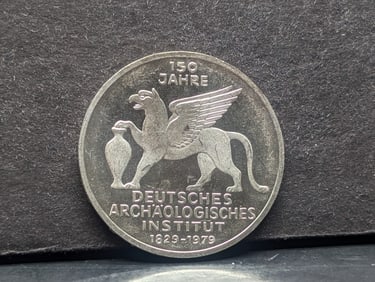 150
JAHRE
DEUTSCHES
ARCHÄOLOGISCHES
INSTITUT
1829-1979